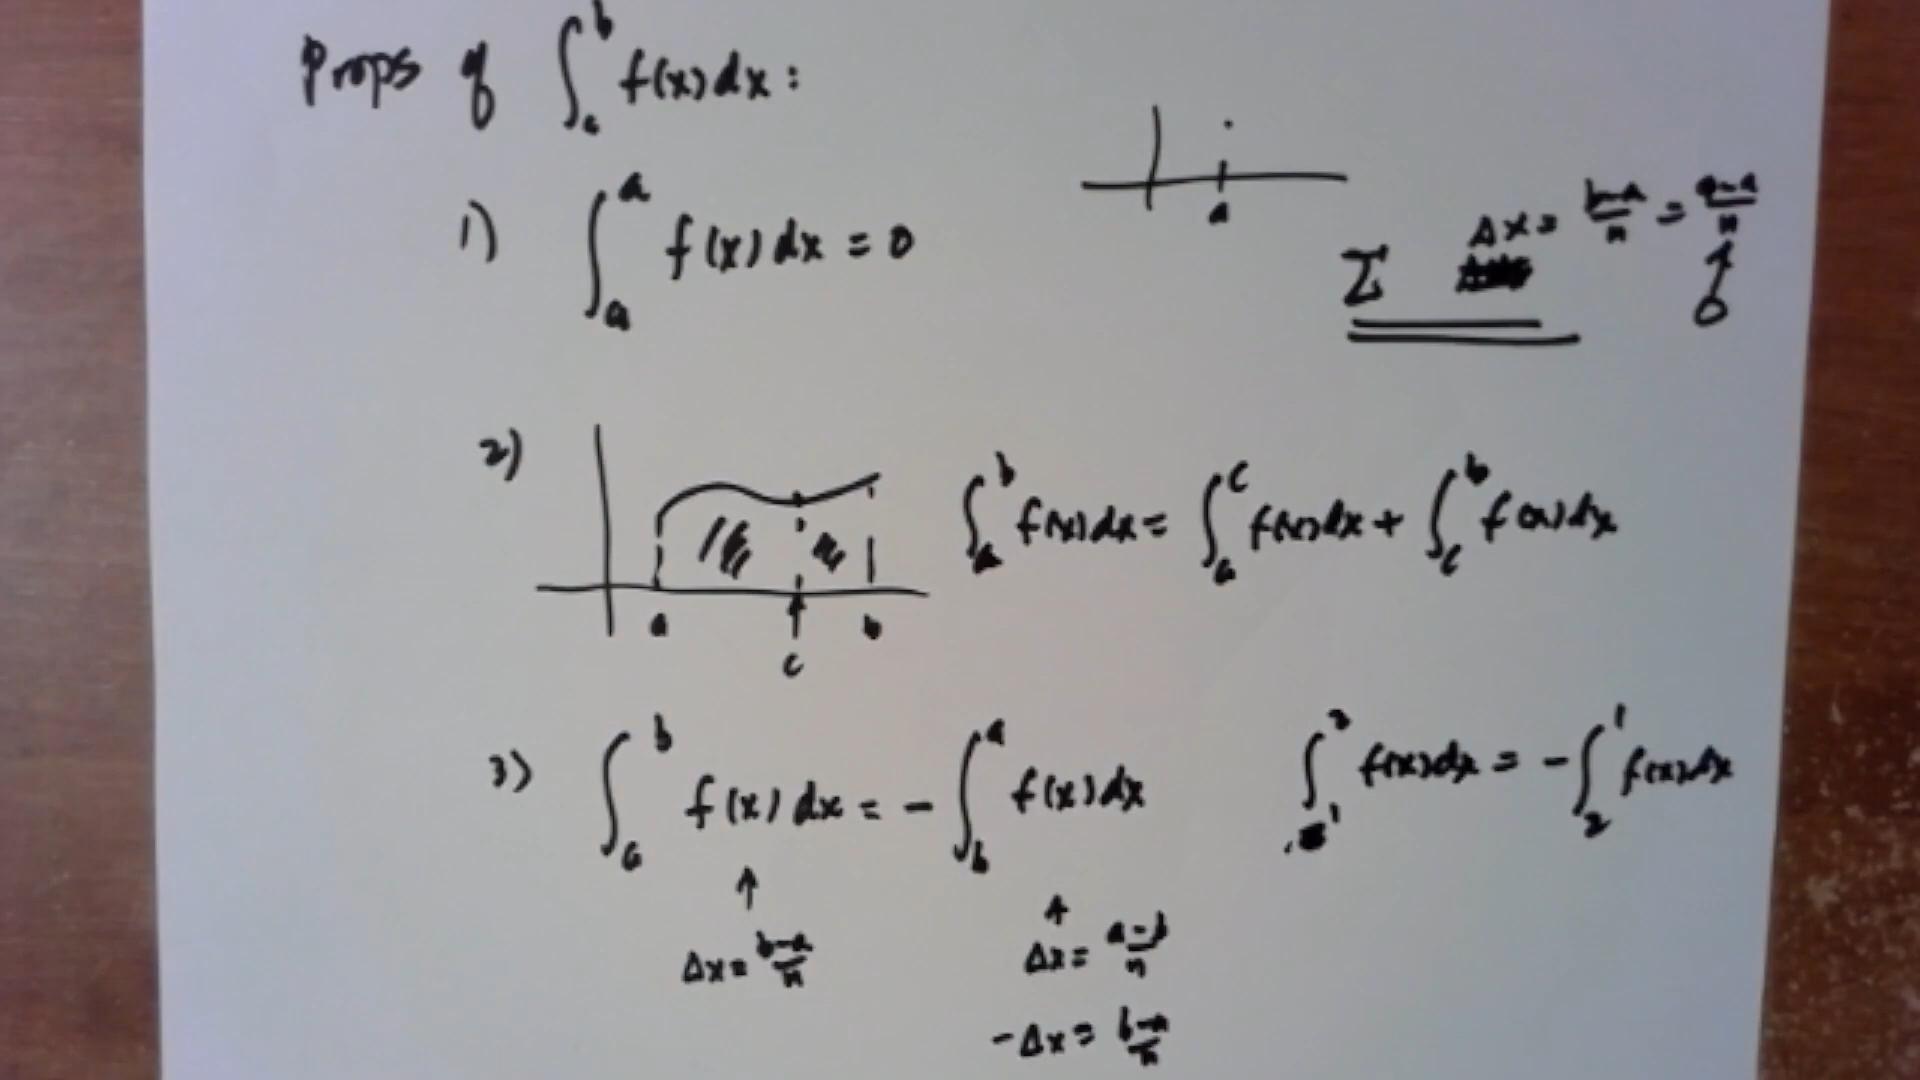 Props of ∫_a^b f(x)dx:
1) ∫_a^a f(x)dx = 0
a
Σ Δx = (b-a)/n = (a-a)/n
0
2) ∫_a^b f(x)dx = ∫_a^c f(x)dx + ∫_c^b f(x)dx
a c b
3) ∫_a^b f(x)dx = - ∫_b^a f(x)dx ∫_1^2 f(x)dx = - ∫_2^1 f(x)dx
Δx = (b-a)/n Δx = (a-b)/n
-Δx = (b-a)/n